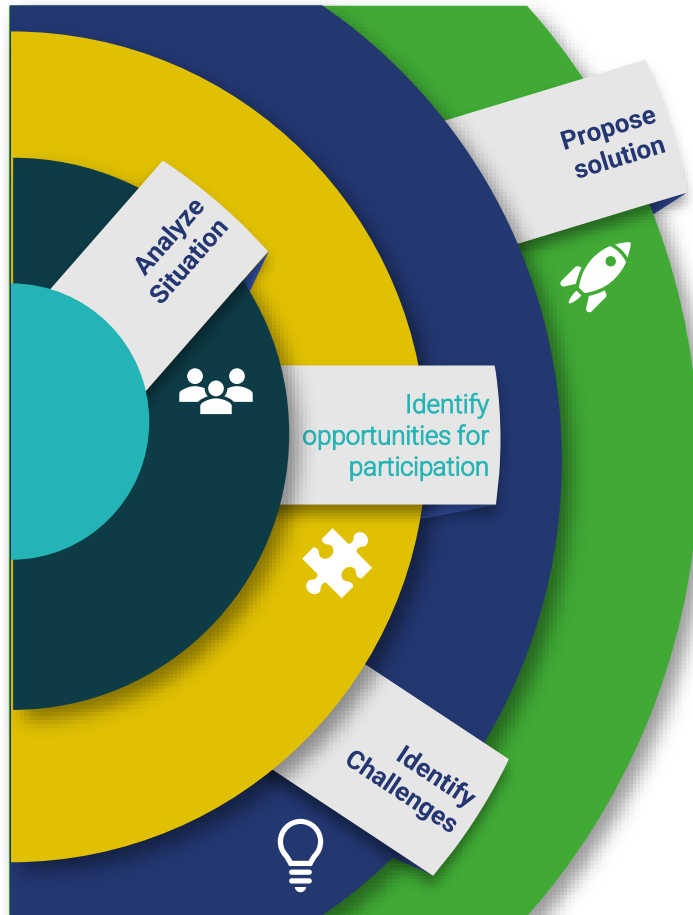 Analyze
Situation
Identify
opportunities for
participation
Identify
Challenges
Propose
solution